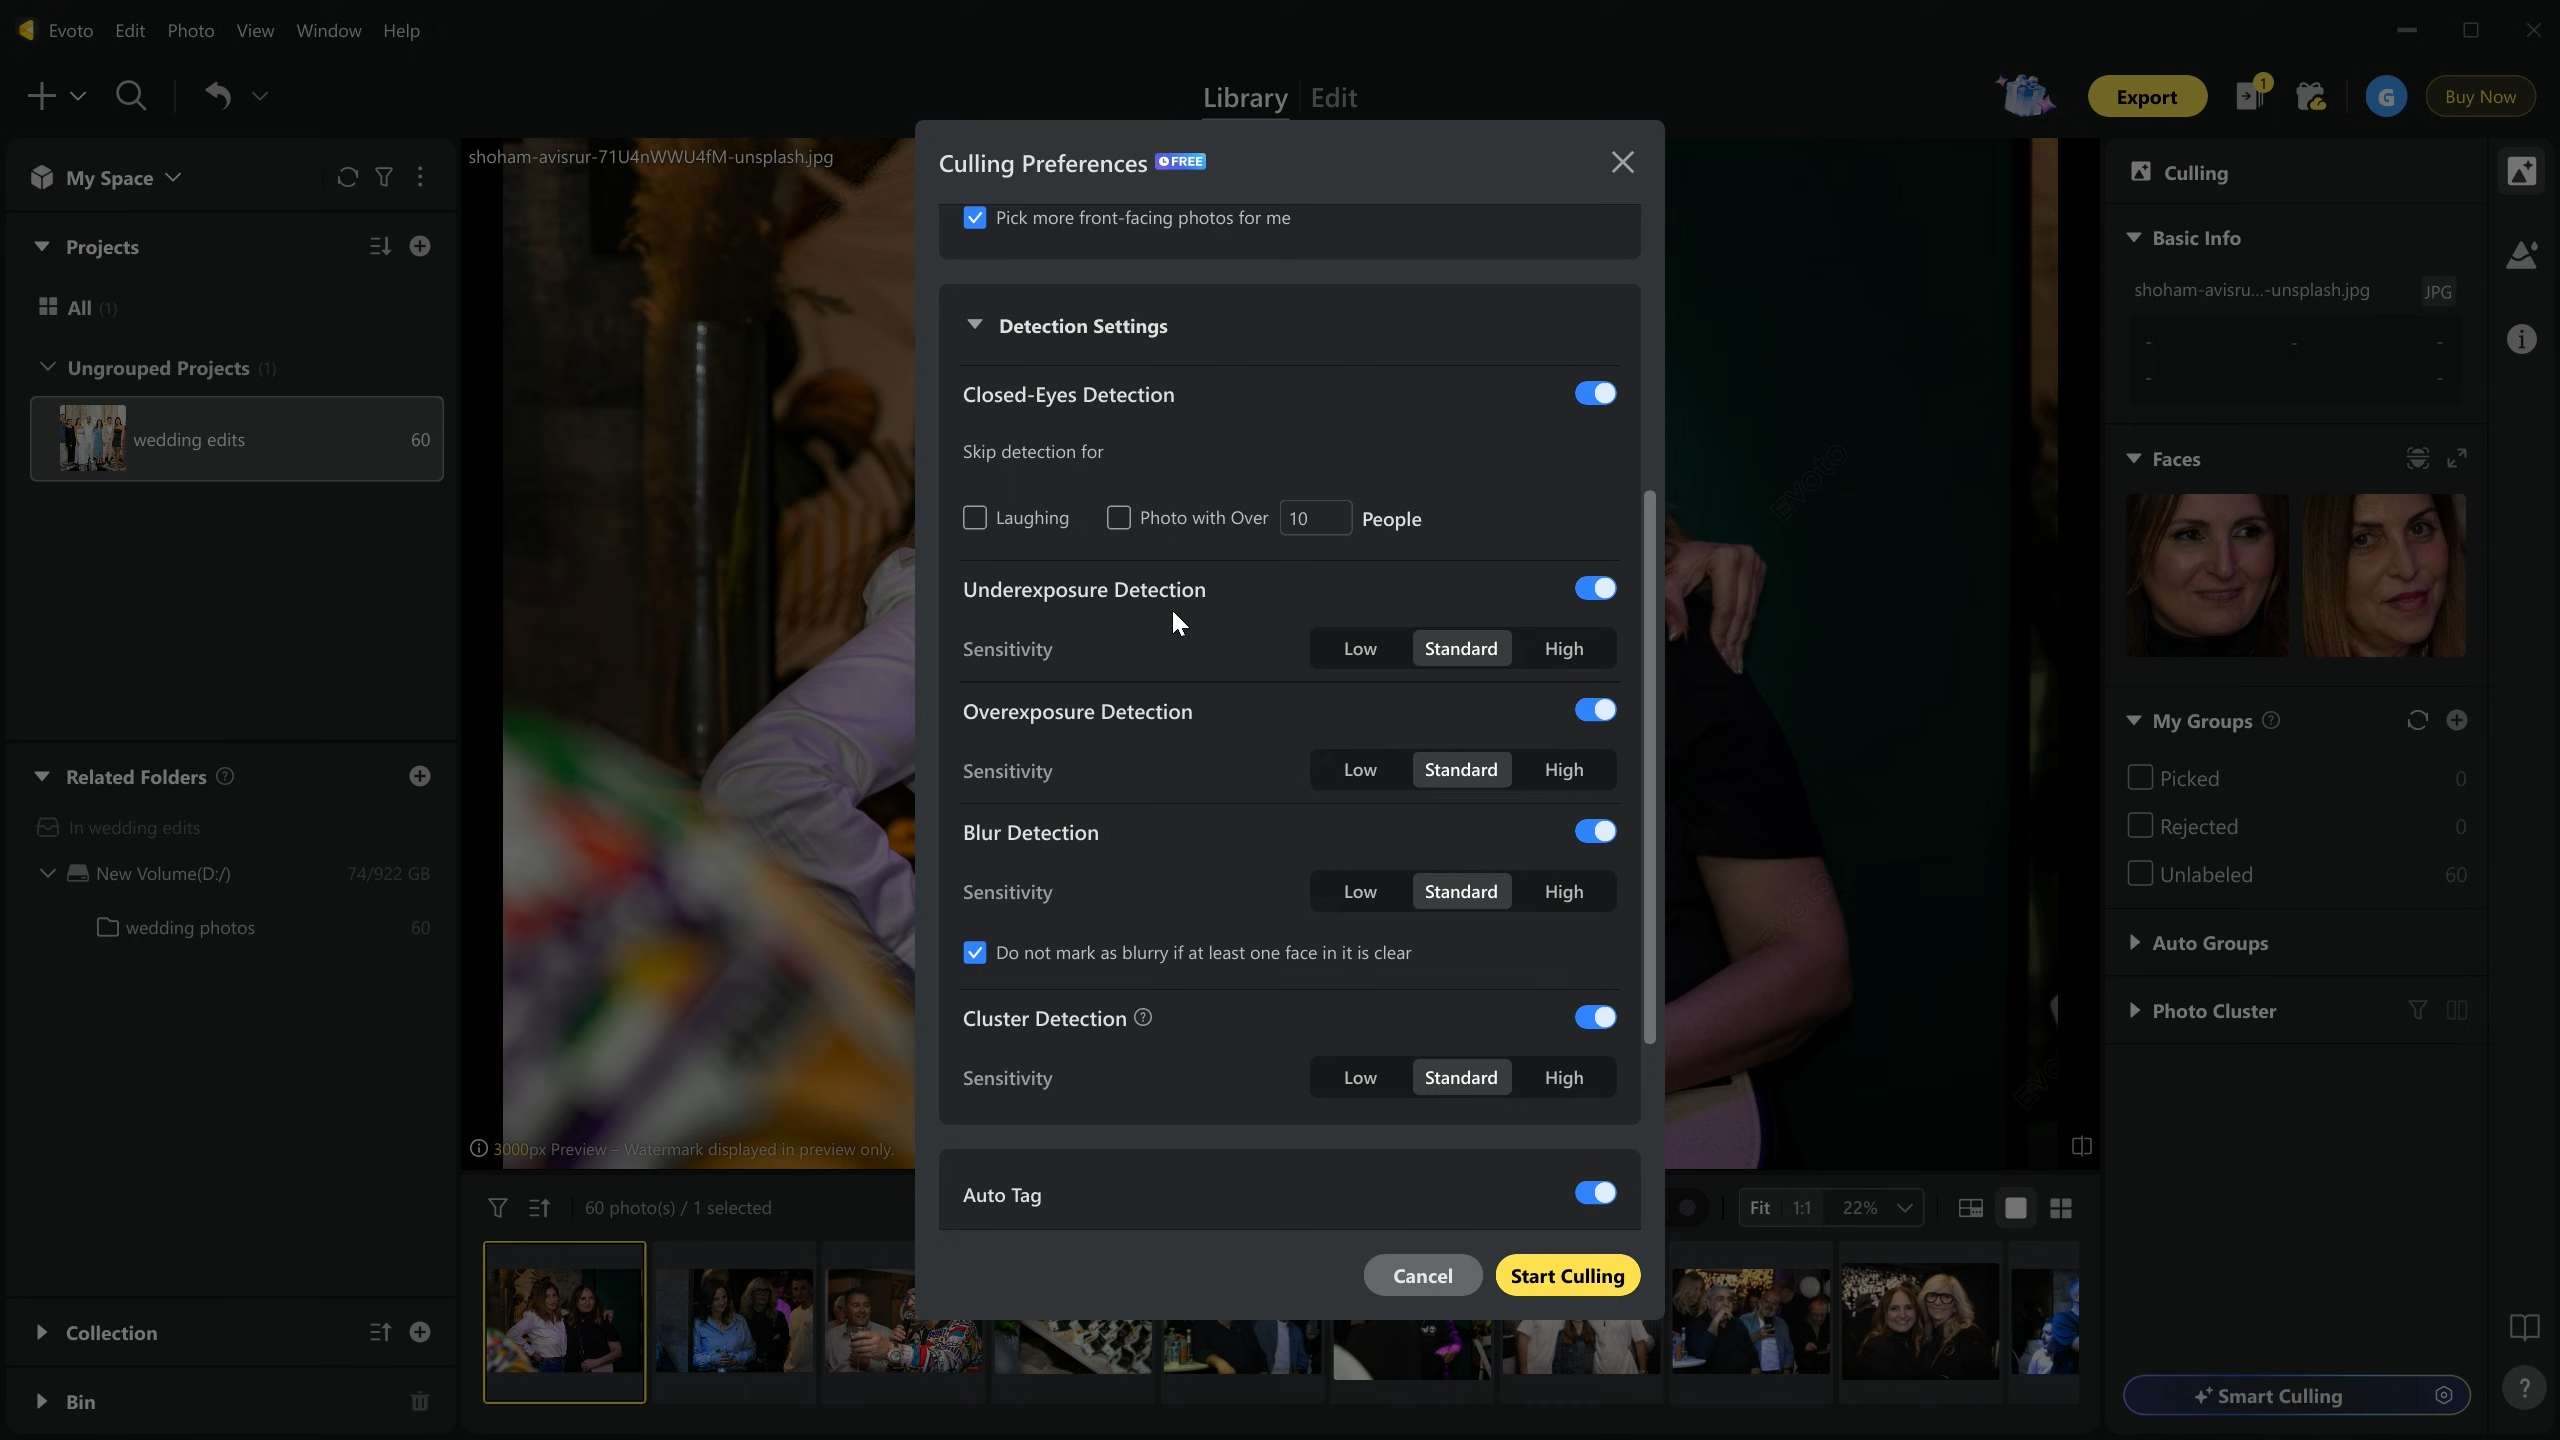 Evoto Edit Photo View Window Help
Library Edit
Export
1
G
Buy Now
My Space
Projects
All (1)
Ungrouped Projects (1)
wedding edits 60
Related Folders
In wedding edits
New Volume(D:/) 74/922 GB
wedding photos 60
Collection
Bin
shoham-avisrur-71U4nWWU4fM-unsplash.jpg
EVOTO
EVOTO
3000px Preview – Watermark displayed in preview only.
60 photo(s) / 1 selected
Fit 1:1 22%
Culling Preferences FREE
Pick more front-facing photos for me
Detection Settings
Closed-Eyes Detection
Skip detection for
Laughing Photo with Over 10 People
Underexposure Detection
Sensitivity Low Standard High
Overexposure Detection
Sensitivity Low Standard High
Blur Detection
Sensitivity Low Standard High
Do not mark as blurry if at least one face in it is clear
Cluster Detection
Sensitivity Low Standard High
Auto Tag
Cancel Start Culling
Culling
Basic Info
shoham-avisru...-unsplash.jpg JPG
- - -
- -
Faces
My Groups
Picked 0
Rejected 0
Unlabeled 60
Auto Groups
Photo Cluster
Smart Culling